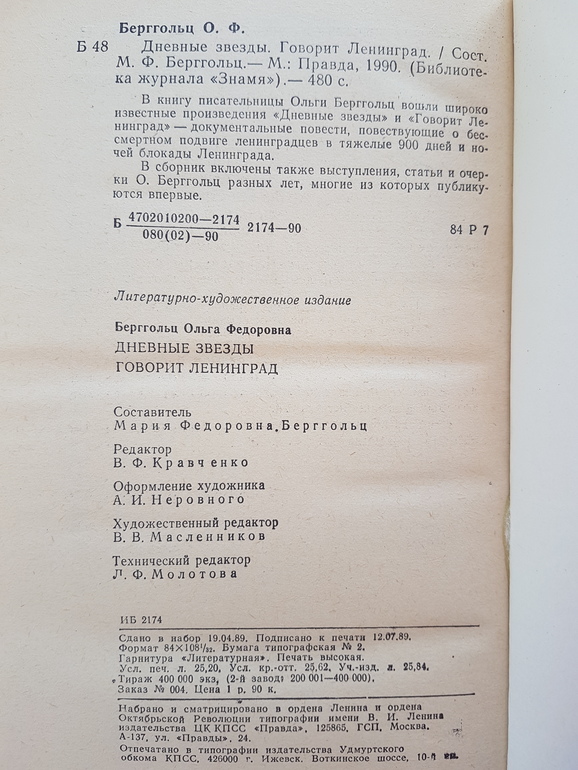 Берггольц О. Ф.
Б 48 Дневные звезды. Говорит Ленинград. / Сост.
М. Ф. Берггольц.— М.: Правда, 1990. (Библиоте-
ка журнала «Знамя»).— 480 с.
В книгу писательницы Ольги Берггольц вошли широко
известные произведения «Дневные звезды» и «Говорит Ле-
нинград» — документальные повести, повествующие о бес-
смертном подвиге ленинградцев в тяжелые 900 дней и но-
чей блокады Ленинграда.
В сборник включены также выступления, статьи и очер-
ки О. Берггольц разных лет, многие из которых публику-
ются впервые.
Б 4702010200—2174 2174—90 84 Р 7
080(02)—90
Литературно-художественное издание
Берггольц Ольга Федоровна
ДНЕВНЫЕ ЗВЕЗДЫ
ГОВОРИТ ЛЕНИНГРАД
Составитель
Мария Федоровна Берггольц
Редактор
В. Ф. Кравченко
Оформление художника
А. И. Неровного
Художественный редактор
В. В. Масленников
Технический редактор
Л. Ф. Молотова
ИБ 2174
Сдано в набор 19.04.89. Подписано к печати 12.07.89.
Формат 84×108¹/₃₂. Бумага типографская № 2.
Гарнитура «Литературная». Печать высокая.
Усл. печ. л. 25,20. Усл. кр.-отт. 25,62. Уч.-изд. л. 25,84.
Тираж 400 000 экз. (2-й завод: 200 001—400 000).
Заказ № 004. Цена 1 р. 90 к.
Набрано и сматрицировано в ордена Ленина и ордена
Октябрьской Революции типографии имени В. И. Ленина
издательства ЦК КПСС «Правда», 125865, ГСП, Москва,
А-137, ул. «Правды», 24.
Отпечатано в типографии издательства Удмуртского
обкома КПСС, 426000 г. Ижевск. Воткинское шоссе, 10-й км.